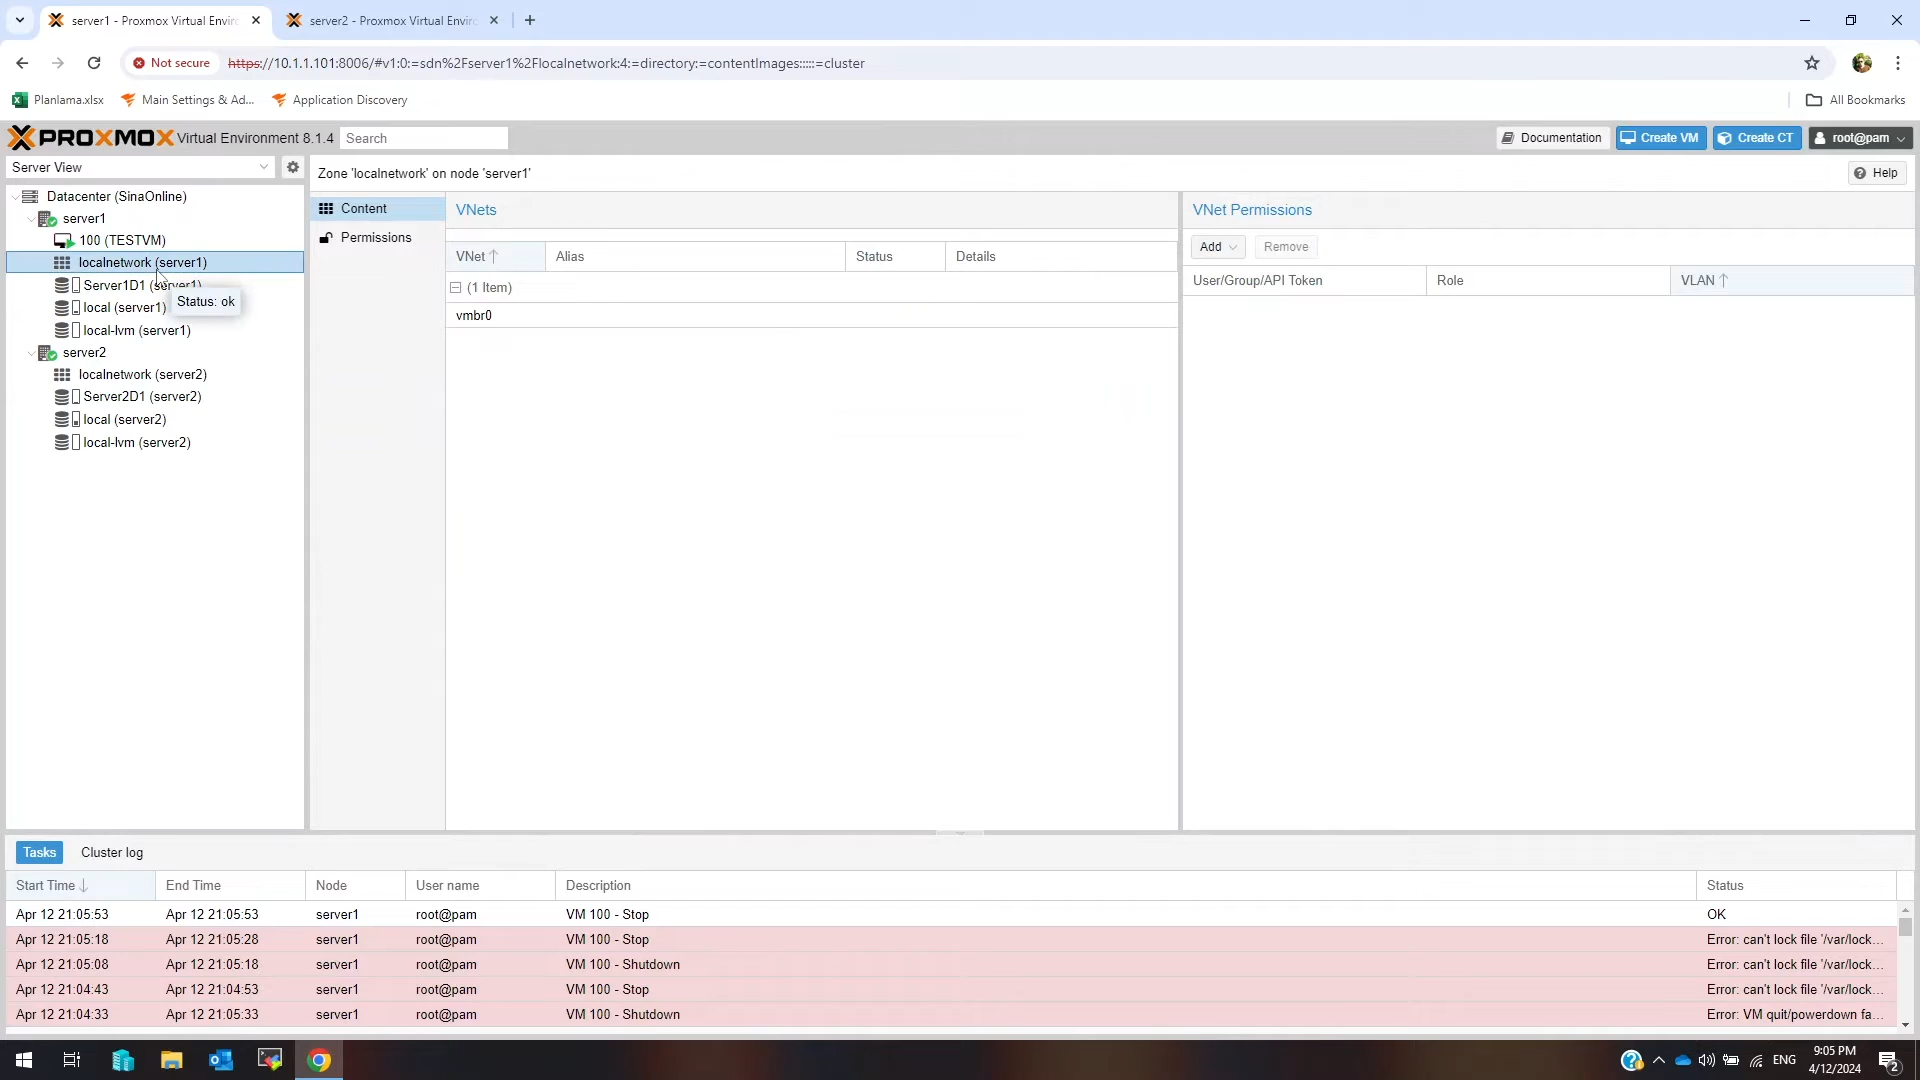 server1 - Proxmox Virtual Enviro
server2 - Proxmox Virtual Enviro
Not secure
https://10.1.1.101:8006/#v1:0:=sdn%2Fserver1%2Flocalnetwork:4:=directory:=contentImages:::::=cluster
Planlama.xlsx
Main Settings & Ad...
Application Discovery
All Bookmarks
PROXMOX Virtual Environment 8.1.4
Search
Documentation
Create VM
Create CT
root@pam
Server View
Zone 'localnetwork' on node 'server1'
Help
Datacenter (SinaOnline)
server1
100 (TESTVM)
localnetwork (server1)
Server1D1 (server1)
local (server1)
Status: ok
local-lvm (server1)
server2
localnetwork (server2)
Server2D1 (server2)
local (server2)
local-lvm (server2)
Content
Permissions
VNets
VNet
Alias
Status
Details
(1 Item)
vmbr0
VNet Permissions
Add
Remove
User/Group/API Token
Role
VLAN
Tasks
Cluster log
Start Time
End Time
Node
User name
Description
Status
Apr 12 21:05:53 Apr 12 21:05:53 server1 root@pam VM 100 - Stop OK
Apr 12 21:05:18 Apr 12 21:05:28 server1 root@pam VM 100 - Stop Error: can't lock file '/var/lock...
Apr 12 21:05:08 Apr 12 21:05:18 server1 root@pam VM 100 - Shutdown Error: can't lock file '/var/lock...
Apr 12 21:04:43 Apr 12 21:04:53 server1 root@pam VM 100 - Stop Error: can't lock file '/var/lock...
Apr 12 21:04:33 Apr 12 21:05:33 server1 root@pam VM 100 - Shutdown Error: VM quit/powerdown fa...
ENG
9:05 PM
4/12/2024
2